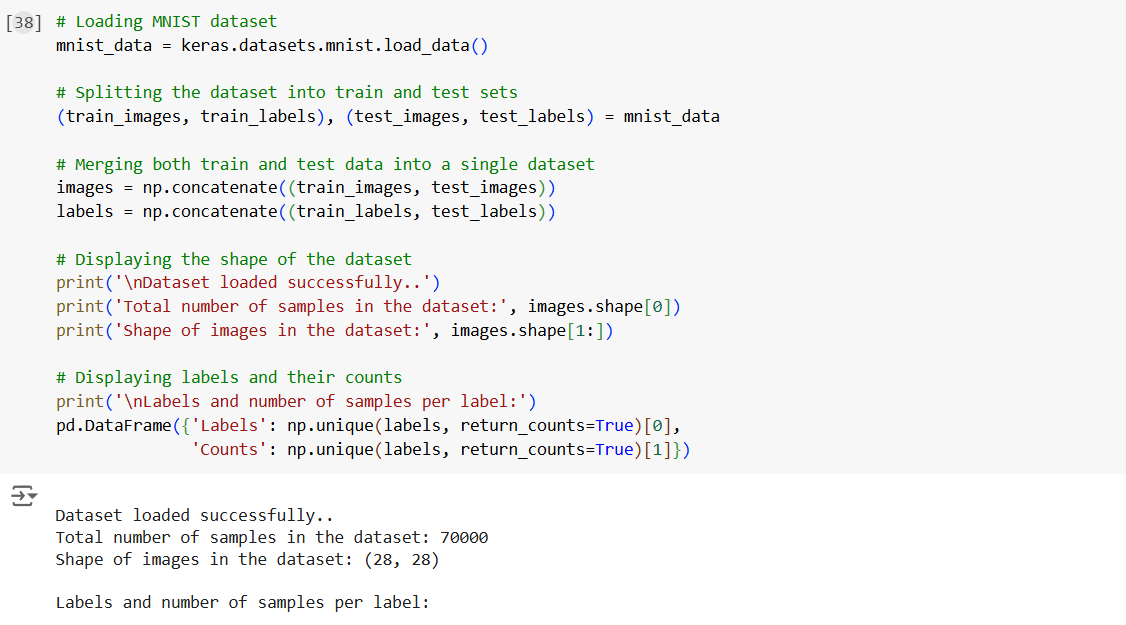 [38] # Loading MNIST dataset
mnist_data = keras.datasets.mnist.load_data()
# Splitting the dataset into train and test sets
(train_images, train_labels), (test_images, test_labels) = mnist_data
# Merging both train and test data into a single dataset
images = np.concatenate((train_images, test_images))
labels = np.concatenate((train_labels, test_labels))
# Displaying the shape of the dataset
print('\nDataset loaded successfully..')
print('Total number of samples in the dataset:', images.shape[0])
print('Shape of images in the dataset:', images.shape[1:])
# Displaying labels and their counts
print('\nLabels and number of samples per label:')
pd.DataFrame({'Labels': np.unique(labels, return_counts=True)[0],
'Counts': np.unique(labels, return_counts=True)[1]})
Dataset loaded successfully..
Total number of samples in the dataset: 70000
Shape of images in the dataset: (28, 28)
Labels and number of samples per label: